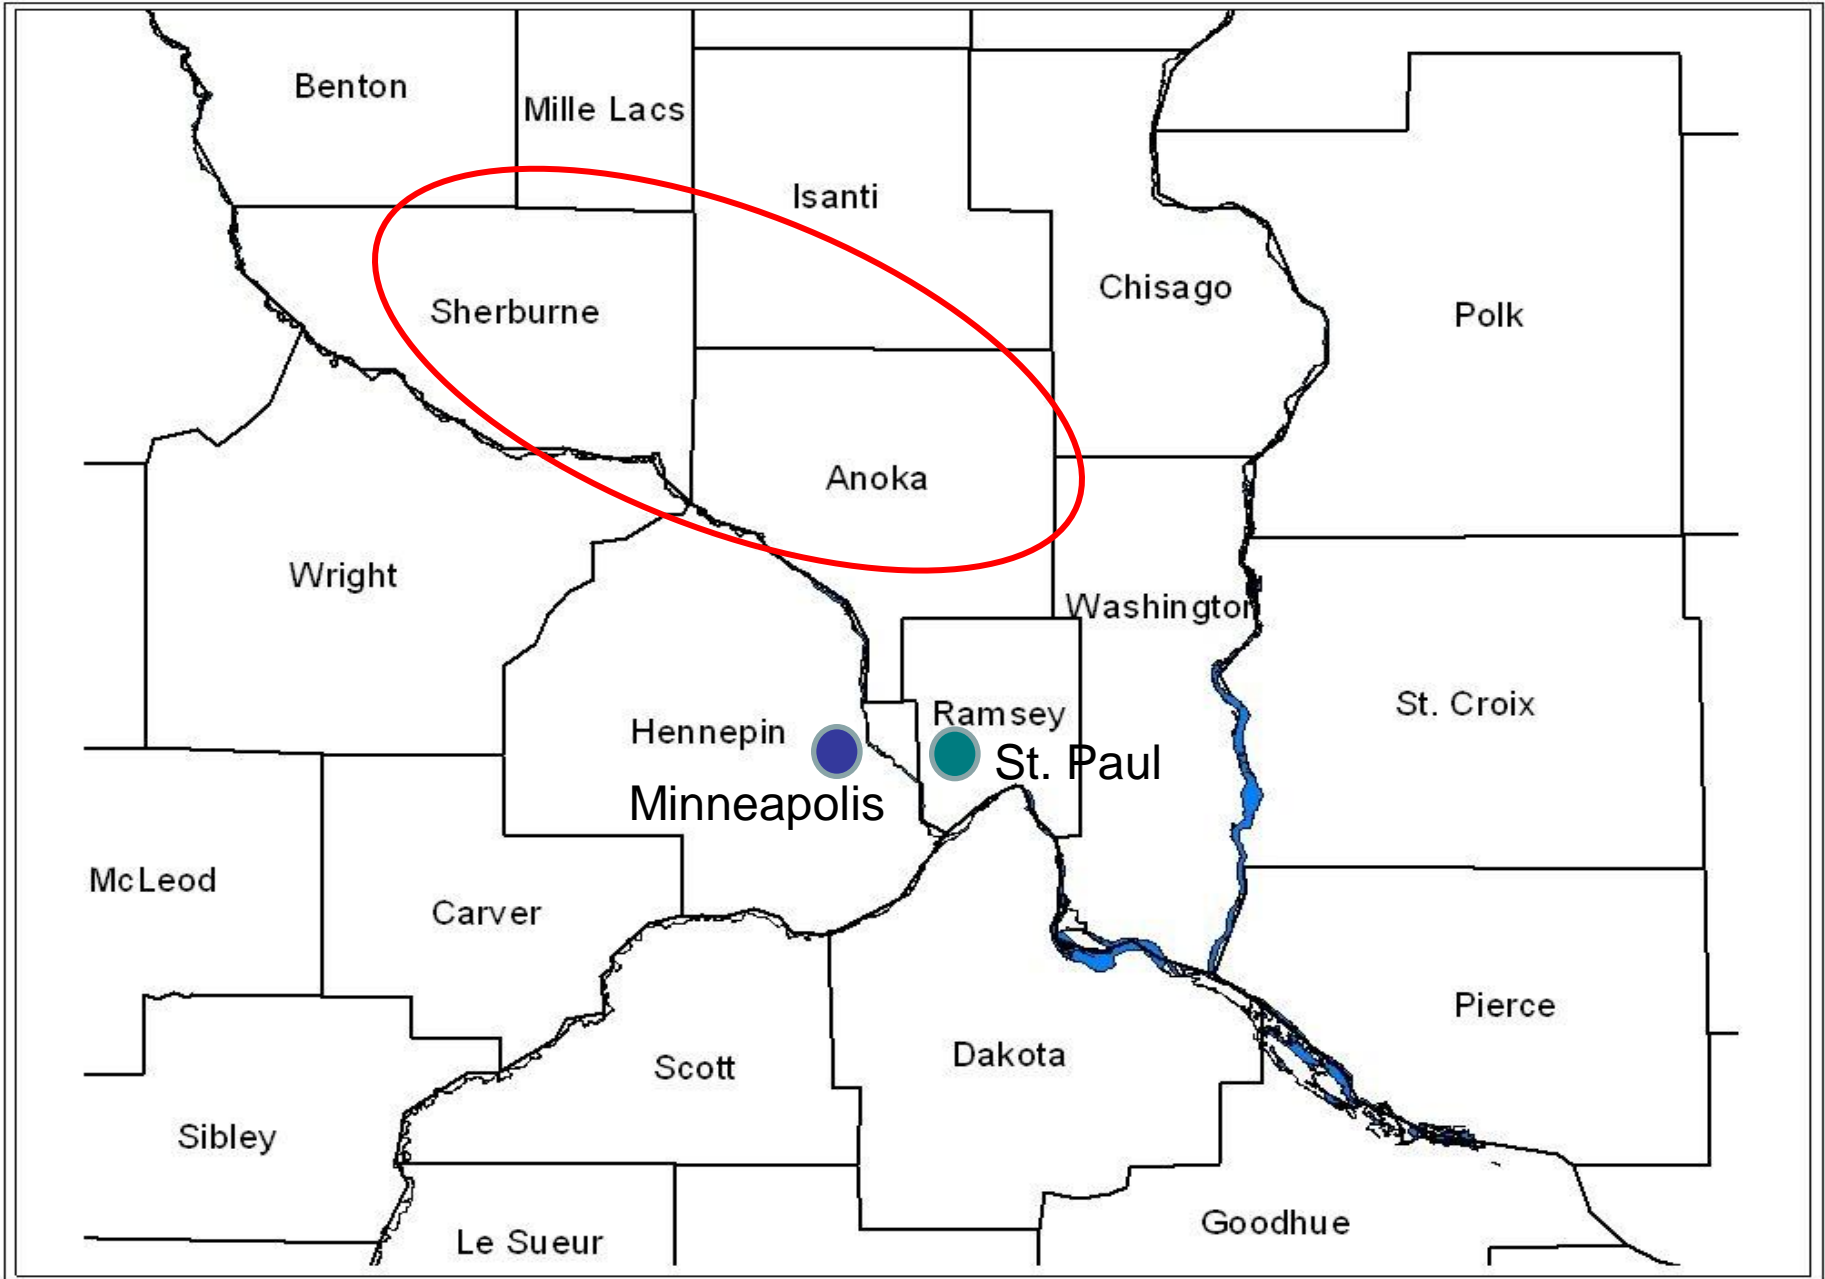 Benton
Mille Lacs
Isanti
Chisago
Sherburne
Polk
Anoka
Wright
Washington
St. Croix
Ramsey
Hennepin
St. Paul
Minneapolis
McLeod
Carver
Pierce
Dakota
Scott
Sibley
Goodhue
Le Sueur